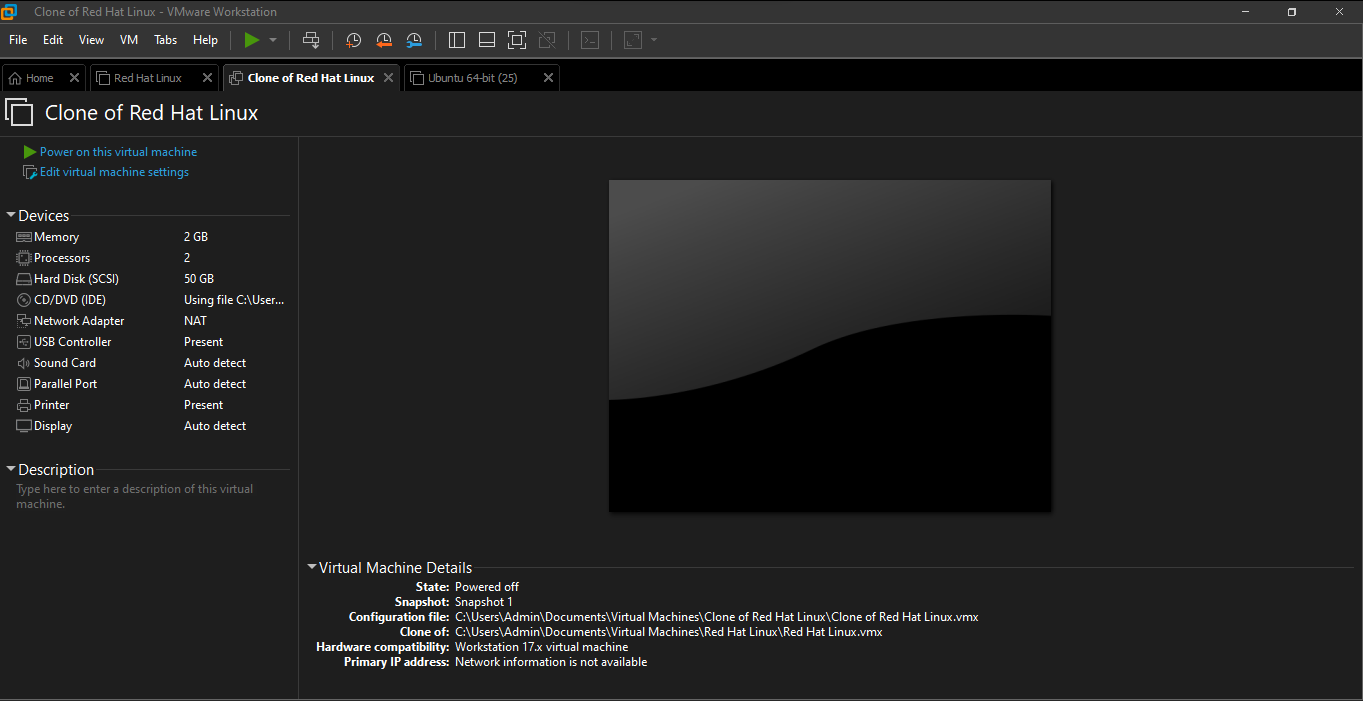 Clone of Red Hat Linux - VMware Workstation
File Edit View VM Tabs Help
Home Red Hat Linux Clone of Red Hat Linux Ubuntu 64-bit (25)
Clone of Red Hat Linux
Power on this virtual machine
Edit virtual machine settings
Devices
Memory 2 GB
Processors 2
Hard Disk (SCSI) 50 GB
CD/DVD (IDE) Using file C:\User...
Network Adapter NAT
USB Controller Present
Sound Card Auto detect
Parallel Port Auto detect
Printer Present
Display Auto detect
Description
Type here to enter a description of this virtual
machine.
Virtual Machine Details
State: Powered off
Snapshot: Snapshot 1
Configuration file: C:\Users\Admin\Documents\Virtual Machines\Clone of Red Hat Linux\Clone of Red Hat Linux.vmx
Clone of: C:\Users\Admin\Documents\Virtual Machines\Red Hat Linux\Red Hat Linux.vmx
Hardware compatibility: Workstation 17.x virtual machine
Primary IP address: Network information is not available